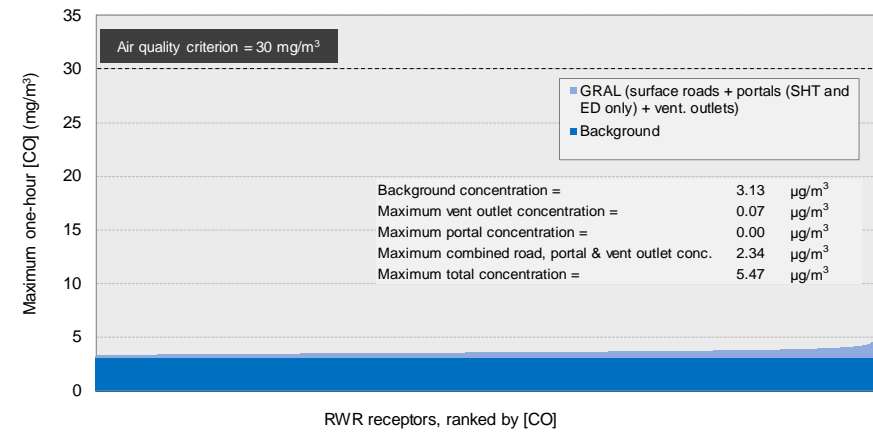 35
Air quality criterion = 30 mg/m³
30
GRAL (surface roads + portals (SHT and
ED only) + vent. outlets)
Background
25
20
Background concentration = 3.13 µg/m³
Maximum vent outlet concentration = 0.07 µg/m³
15
Maximum portal concentration = 0.00 µg/m³
Maximum combined road, portal & vent outlet conc. 2.34 µg/m³
Maximum total concentration = 5.47 µg/m³
10
5
0
Maximum one-hour [CO] (mg/m³)
RWR receptors, ranked by [CO]